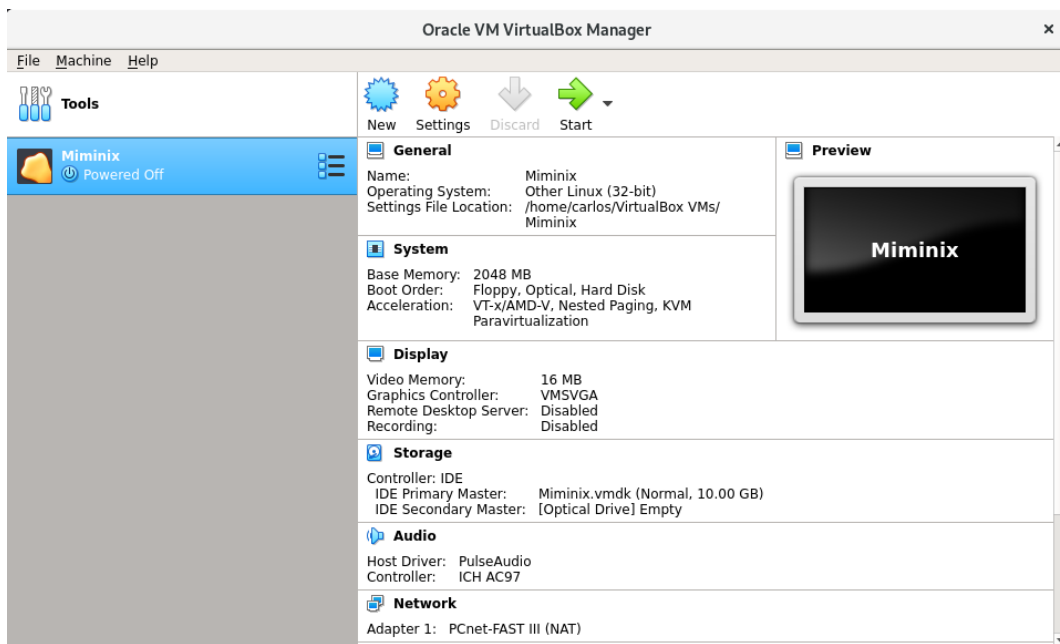 Oracle VM VirtualBox Manager
×
File Machine Help
Tools
New Settings Discard Start
Miminix
Powered Off
General
Name: Miminix
Operating System: Other Linux (32-bit)
Settings File Location: /home/carlos/VirtualBox VMs/
Miminix
Preview
Miminix
System
Base Memory: 2048 MB
Boot Order: Floppy, Optical, Hard Disk
Acceleration: VT-x/AMD-V, Nested Paging, KVM
Paravirtualization
Display
Video Memory: 16 MB
Graphics Controller: VMSVGA
Remote Desktop Server: Disabled
Recording: Disabled
Storage
Controller: IDE
IDE Primary Master: Miminix.vmdk (Normal, 10.00 GB)
IDE Secondary Master: [Optical Drive] Empty
Audio
Host Driver: PulseAudio
Controller: ICH AC97
Network
Adapter 1: PCnet-FAST III (NAT)